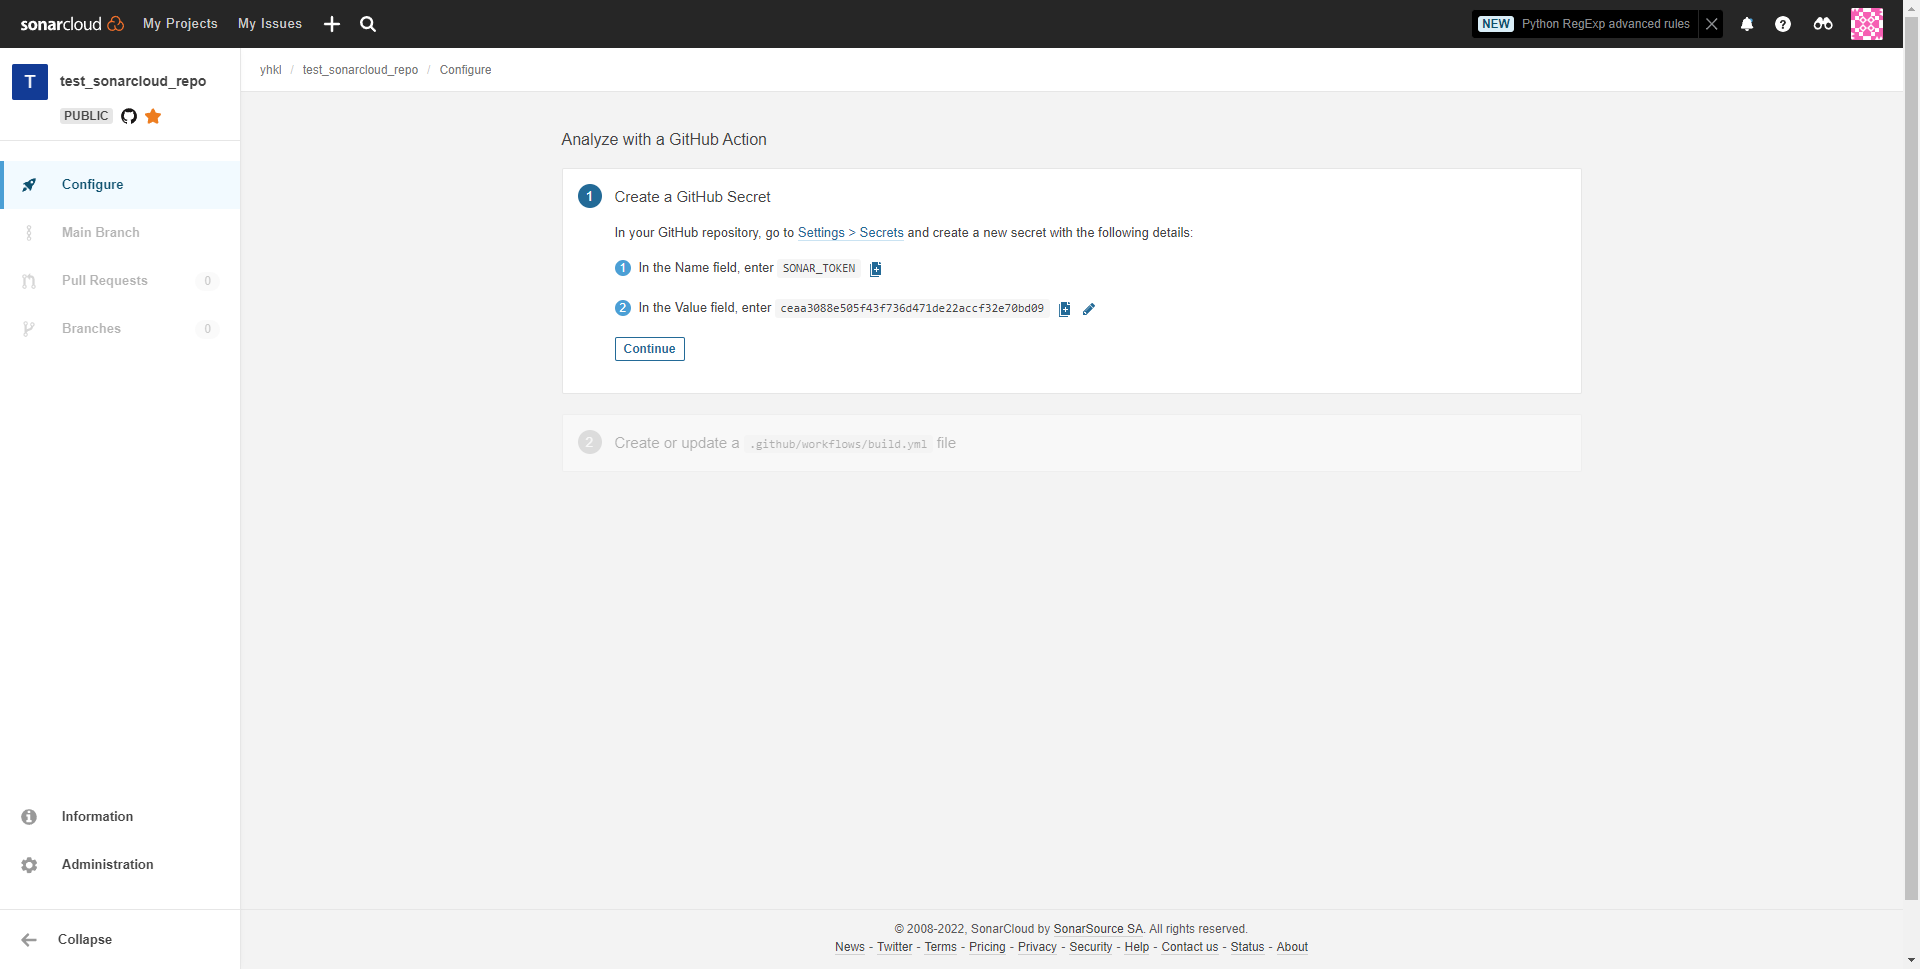 sonarcloud My Projects My Issues NEW Python RegExp advanced rules
T test_sonarcloud_repo
PUBLIC
yhkl / test_sonarcloud_repo / Configure
Configure
Main Branch
Pull Requests 0
Branches 0
Information
Administration
Collapse
Analyze with a GitHub Action
1 Create a GitHub Secret
In your GitHub repository, go to Settings > Secrets and create a new secret with the following details:
1 In the Name field, enter SONAR_TOKEN
2 In the Value field, enter ceaa3088e505f43f736d471de22accf32e70bd09
Continue
2 Create or update a .github/workflows/build.yml file
© 2008-2022, SonarCloud by SonarSource SA. All rights reserved.
News - Twitter - Terms - Pricing - Privacy - Security - Help - Contact us - Status - About